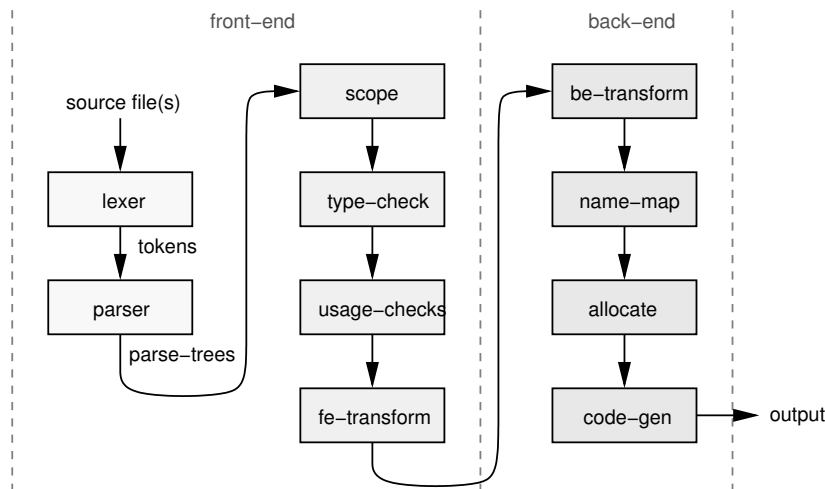 front−end
back−end
source file(s)
lexer
tokens
parser
parse−trees
scope
type−check
usage−checks
fe−transform
be−transform
name−map
allocate
code−gen
output